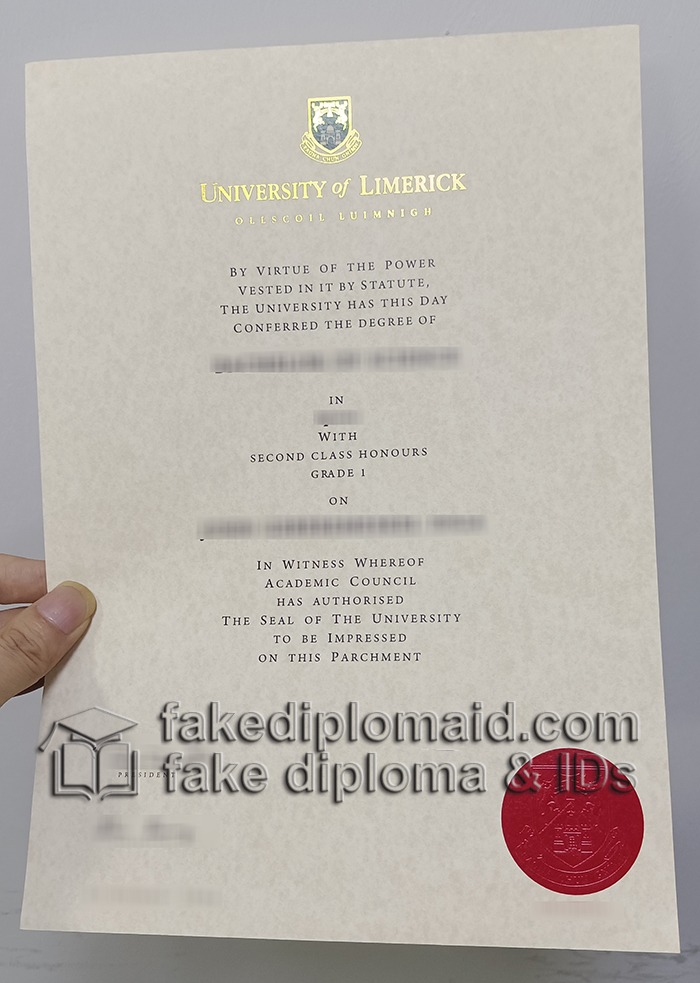 UNIVERSITY of LIMERICK
OLLSCOIL LUIMNIGH
BY VIRTUE OF THE POWER
VESTED IN IT BY STATUTE,
THE UNIVERSITY HAS THIS DAY
CONFERRED THE DEGREE OF
IN
WITH
SECOND CLASS HONOURS
GRADE 1
ON
IN WITNESS WHEREOF
ACADEMIC COUNCIL
HAS AUTHORISED
THE SEAL OF THE UNIVERSITY
TO BE IMPRESSED
ON THIS PARCHMENT
fakediplomaid.com
fake diploma & IDs
PRESIDENT